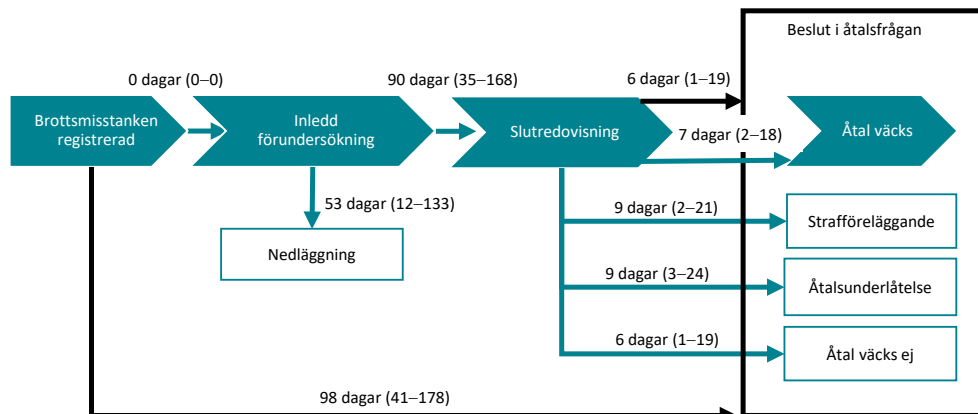 Beslut i åtalsfrågan
0 dagar (0–0)
90 dagar (35–168)
6 dagar (1–19)
Brottsmisstanken
registrerad
Inledd
förundersökning
Slutredovisning
7 dagar (2–18)
Åtal väcks
53 dagar (12–133)
Nedläggning
9 dagar (2–21)
Strafföreläggande
9 dagar (3–24)
Åtalsunderlåtelse
6 dagar (1–19)
Åtal väcks ej
98 dagar (41–178)